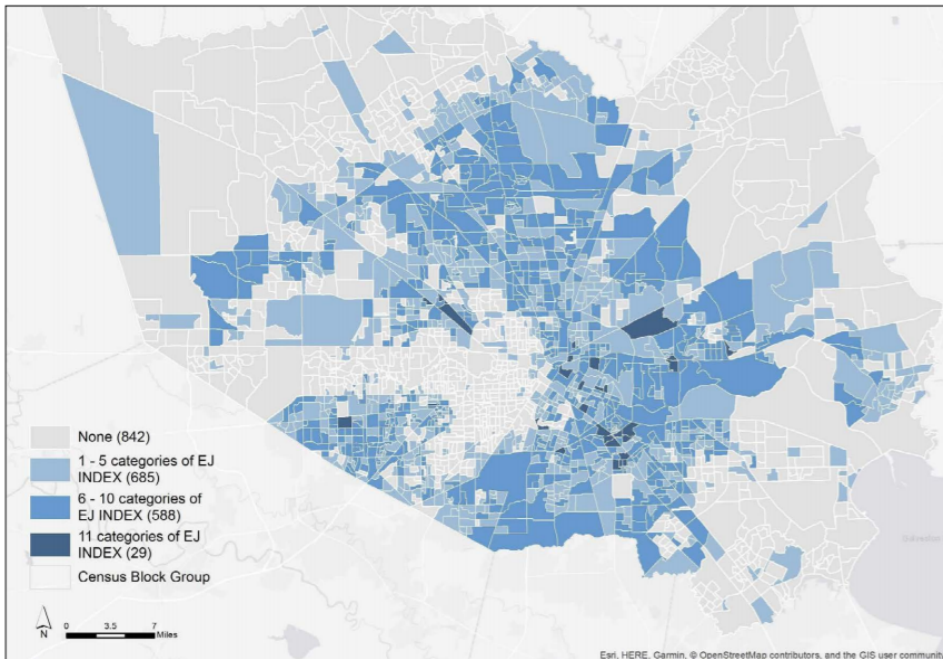 None (842)
1 - 5 categories of EJ
INDEX (685)
6 - 10 categories of
EJ INDEX (588)
11 categories of EJ
INDEX (29)
Census Block Group
N
0 3.5 7
Miles
Esri, HERE, Garmin, © OpenStreetMap contributors, and the GIS user community